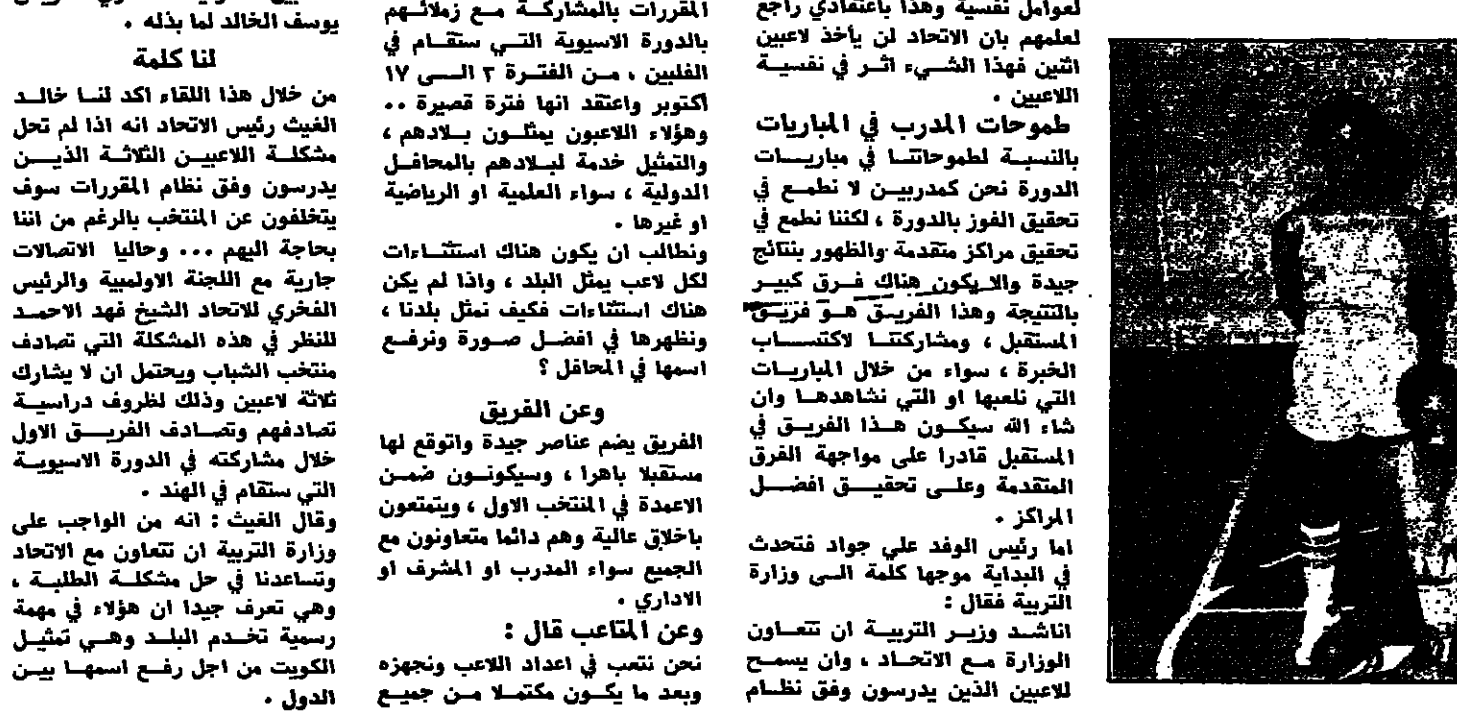 لعوامل نفسية وهذا باعتقادي راجع
لعلمهم بان الاتحاد لن يأخذ لاعبين
اثنين فهذا الشيء اثر في نفسية
اللاعبين .
طموحات المدرب في المباريات
بالنسبة لطموحاتنا في مباريات
الدورة نحن كمدربين لا نطمع في
تحقيق الفوز بالدورة ، لكننا نطمع في
تحقيق مراكز متقدمة والظهور بنتائج
جيدة والا يكون هناك فرق كبير
بالنتيجة وهذا الفريق هو فريق
المستقبل ، ومشاركتنا لاكتساب
الخبرة ، سواء من خلال المباريات
التي نلعبها او التي نشاهدها وان
شاء الله سيكون هذا الفريق في
المستقبل قادرا على مواجهة الفرق
المتقدمة وعلى تحقيق افضل
المراكز .
اما رئيس الوفد علي جواد فتحدث
في البداية موجها كلمة الى وزارة
التربية فقال :
اناشد وزير التربية ان تتعاون
الوزارة مع الاتحاد ، وان يسمح
للاعبين الذين يدرسون وفق نظام
المقررات بالمشاركة مع زملائهم
بالدورة الاسيوية التي ستقام في
الفلبين ، من الفترة ٣ الى ١٧
أكتوبر واعتقد انها فترة قصيرة ..
وهؤلاء اللاعبون يمثلون بلادهم ،
والتمثيل خدمة لبلادهم بالمحافل
الدولية ، سواء العلمية او الرياضية
او غيرها .
ونطالب ان يكون هناك استثناءات
لكل لاعب يمثل البلد ، واذا لم يكن
هناك استثناءات فكيف نمثل بلدنا ،
ونظهرها في افضل صورة ونرفع
اسمها في المحافل ؟
وعن الفريق
الفريق يضم عناصر جيدة واتوقع لها
مستقبلا باهرا ، وسيكونون ضمن
الاعمدة في المنتخب الاول ، ويتمتعون
باخلاق عالية وهم دائما متعاونون مع
الجميع سواء المدرب او المشرف او
الاداري .
وعن المتاعب قال :
نحن نتعب في اعداد اللاعب ونجهزه
وبعد ما يكون مكتملا من جميع
يوسف الخالد لما بذله .
لنا كلمة
من خلال هذا اللقاء اكد لنا خالد
الغيث رئيس الاتحاد انه اذا لم تحل
مشكلة اللاعبين الثلاثة الذين
يدرسون وفق نظام المقررات سوف
يتخلفون عن المنتخب بالرغم من اننا
بحاجة اليهم ... وحاليا الاتصالات
جارية مع اللجنة الاولمبية والرئيس
الفخري للاتحاد الشيخ فهد الاحمد
للنظر في هذه المشكلة التي تصادف
منتخب الشباب ويحتمل ان لا يشارك
ثلاثة لاعبين وذلك لظروف دراسية
تصادفهم وتصادف الفريق الاول
خلال مشاركته في الدورة الاسيوية
التي ستقام في الهند .
وقال الغيث : انه من الواجب على
وزارة التربية ان تتعاون مع الاتحاد
وتساعدنا في حل مشكلة الطلبة ،
وهي تعرف جيدا ان هؤلاء في مهمة
رسمية تخدم البلد وهي تمثيل
الكويت من اجل رفع اسمها بين
الدول .